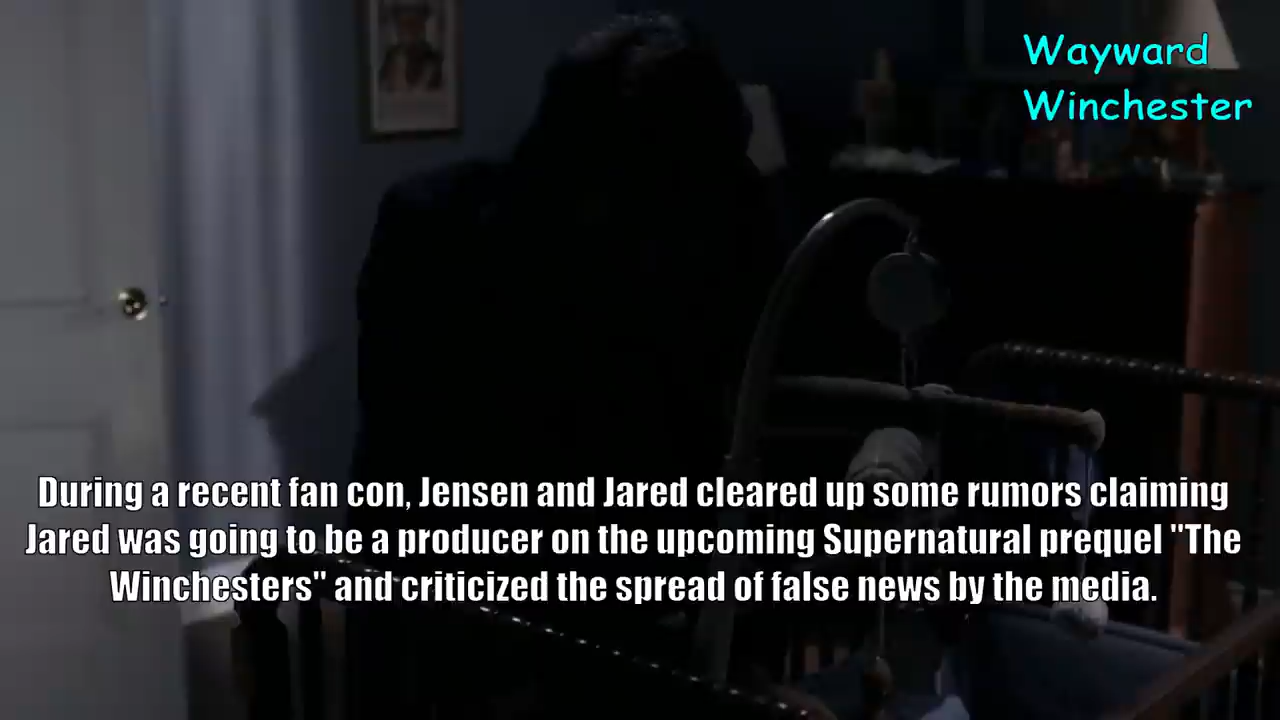 Wayward
Winchester
During a recent fan con, Jensen and Jared cleared up some rumors claiming
Jared was going to be a producer on the upcoming Supernatural prequel "The
Winchesters" and criticized the spread of false news by the media.